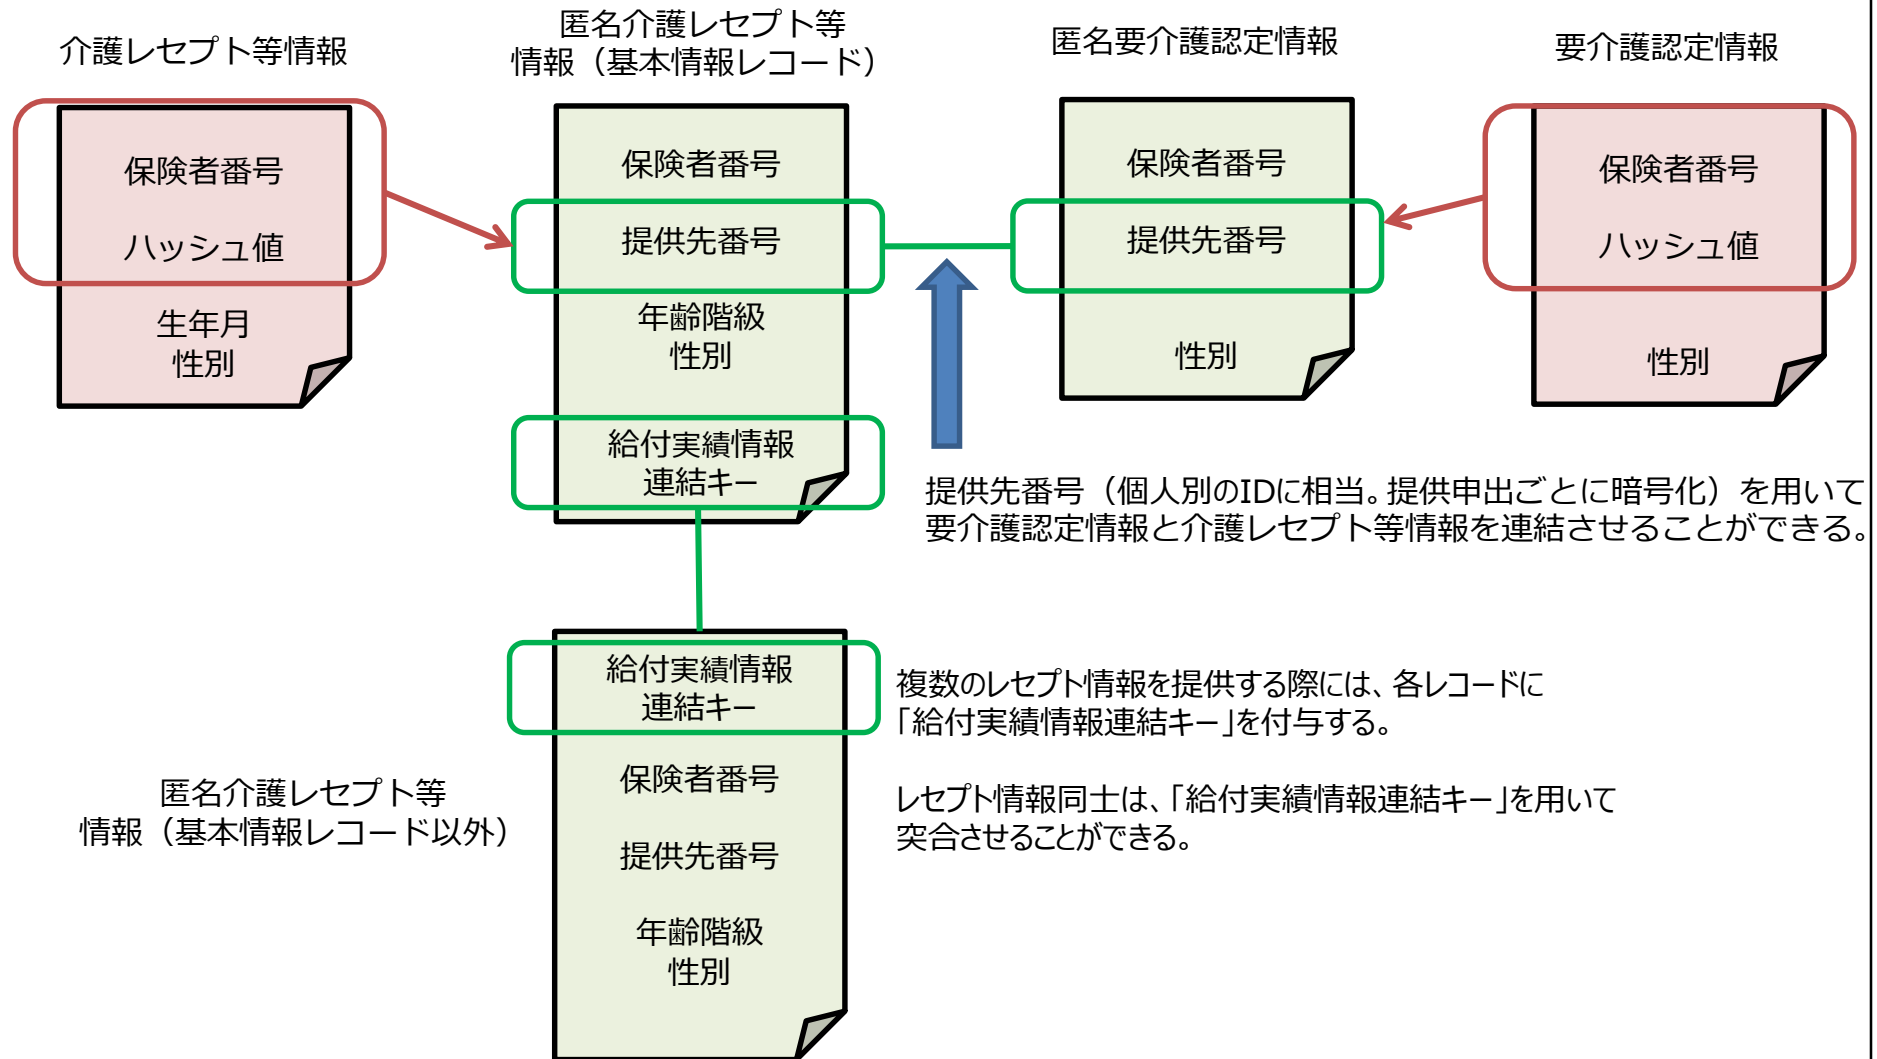 介護レセプト等情報
保険者番号
ハッシュ値
生年月
性別
匿名介護レセプト等
情報（基本情報レコード）
保険者番号
提供先番号
年齢階級
性別
給付実績情報
連結キー
匿名要介護認定情報
保険者番号
提供先番号
性別
要介護認定情報
保険者番号
ハッシュ値
性別
提供先番号（個人別のIDに相当。提供申出ごとに暗号化）を用いて
要介護認定情報と介護レセプト等情報を連結させることができる。
匿名介護レセプト等
情報（基本情報レコード以外）
給付実績情報
連結キー
保険者番号
提供先番号
年齢階級
性別
複数のレセプト情報を提供する際には、各レコードに
「給付実績情報連結キー」を付与する。
レセプト情報同士は、「給付実績情報連結キー」を用いて
突合させることができる。